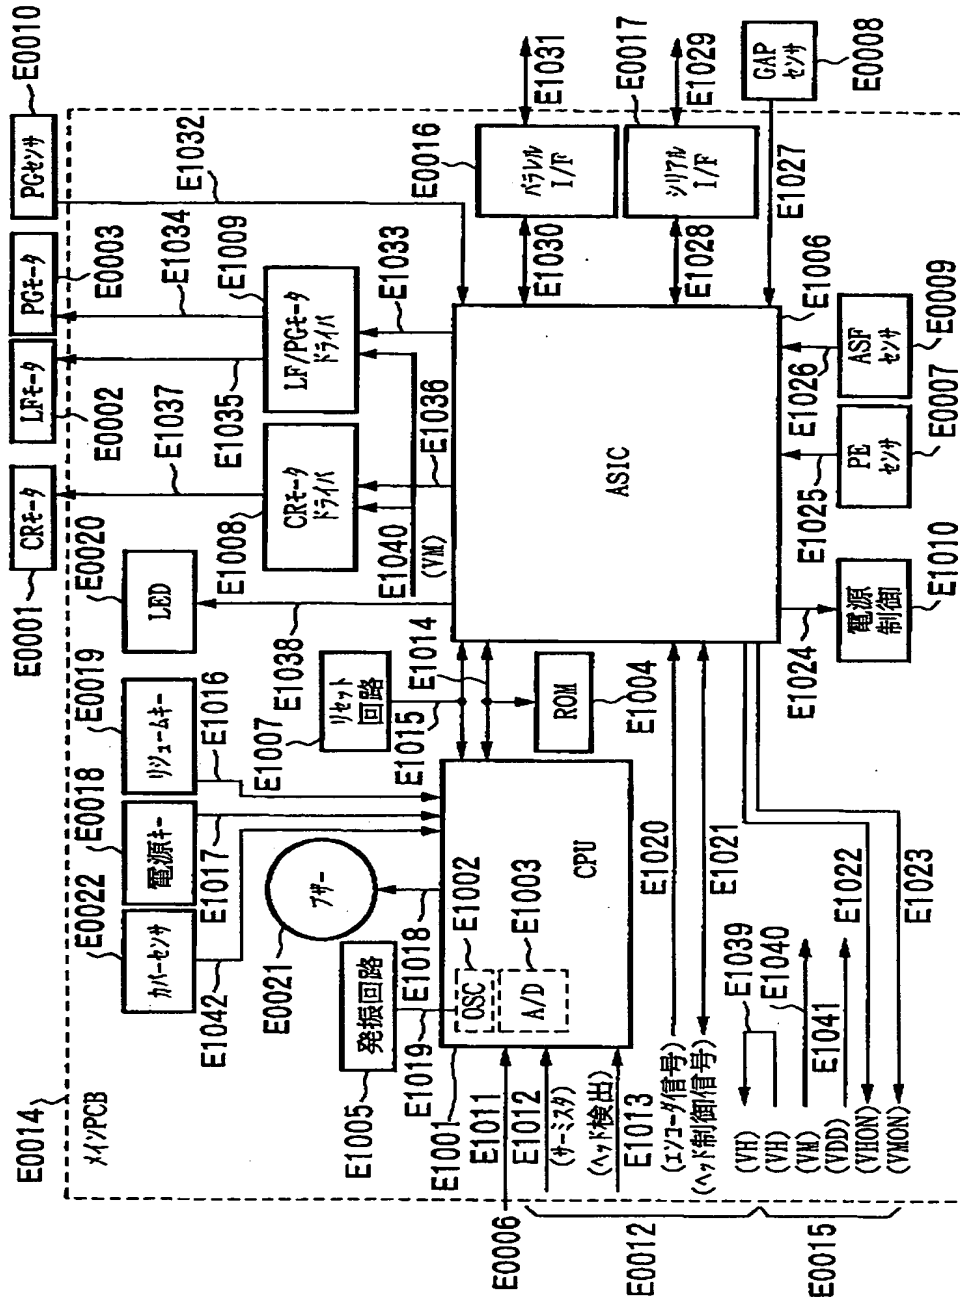 E0014
メインPCB
E0022
カバーセンサ
E1042
E0018
電源キー
E1017
E0019
リジュームキー
E1016
E0020
LED
E1038
E0001
CRモータ
E1037
E0002
LFモータ
E1035
E0003
PGモータ
E1034
E0010
PGセンサ
E1032
E1005
発振回路
E1019
E0021
ブザー
E1018
E1007
リセット
回路
E1015
E1014
E1008
CRモータ
ドライバ
E1036
E1040
(VM)
E1009
LF/PGモータ
ドライバ
E1033
E1001
OSC
E1002
A/D
E1003
CPU
ROM
E1004
ASIC
E1006
E0016
パラレル
I/F
E1030
E1031
E0017
シリアル
I/F
E1028
E1029
GAP
センサ
E0008
E1027
E0006
E1011
E1012
(サーミスタ)
(ヘッド検出)
E1013
(エンコーダ信号)
E1020
(ヘッド制御信号)
E1021
E0012
(VH)
(VH)
E1039
(VM)
E1040
(VDD)
E1041
(VHON)
E1022
(VMON)
E1023
E0015
E1024
電源
制御
E1010
E1025
PE
センサ
E0007
E1026
ASF
センサ
E0009